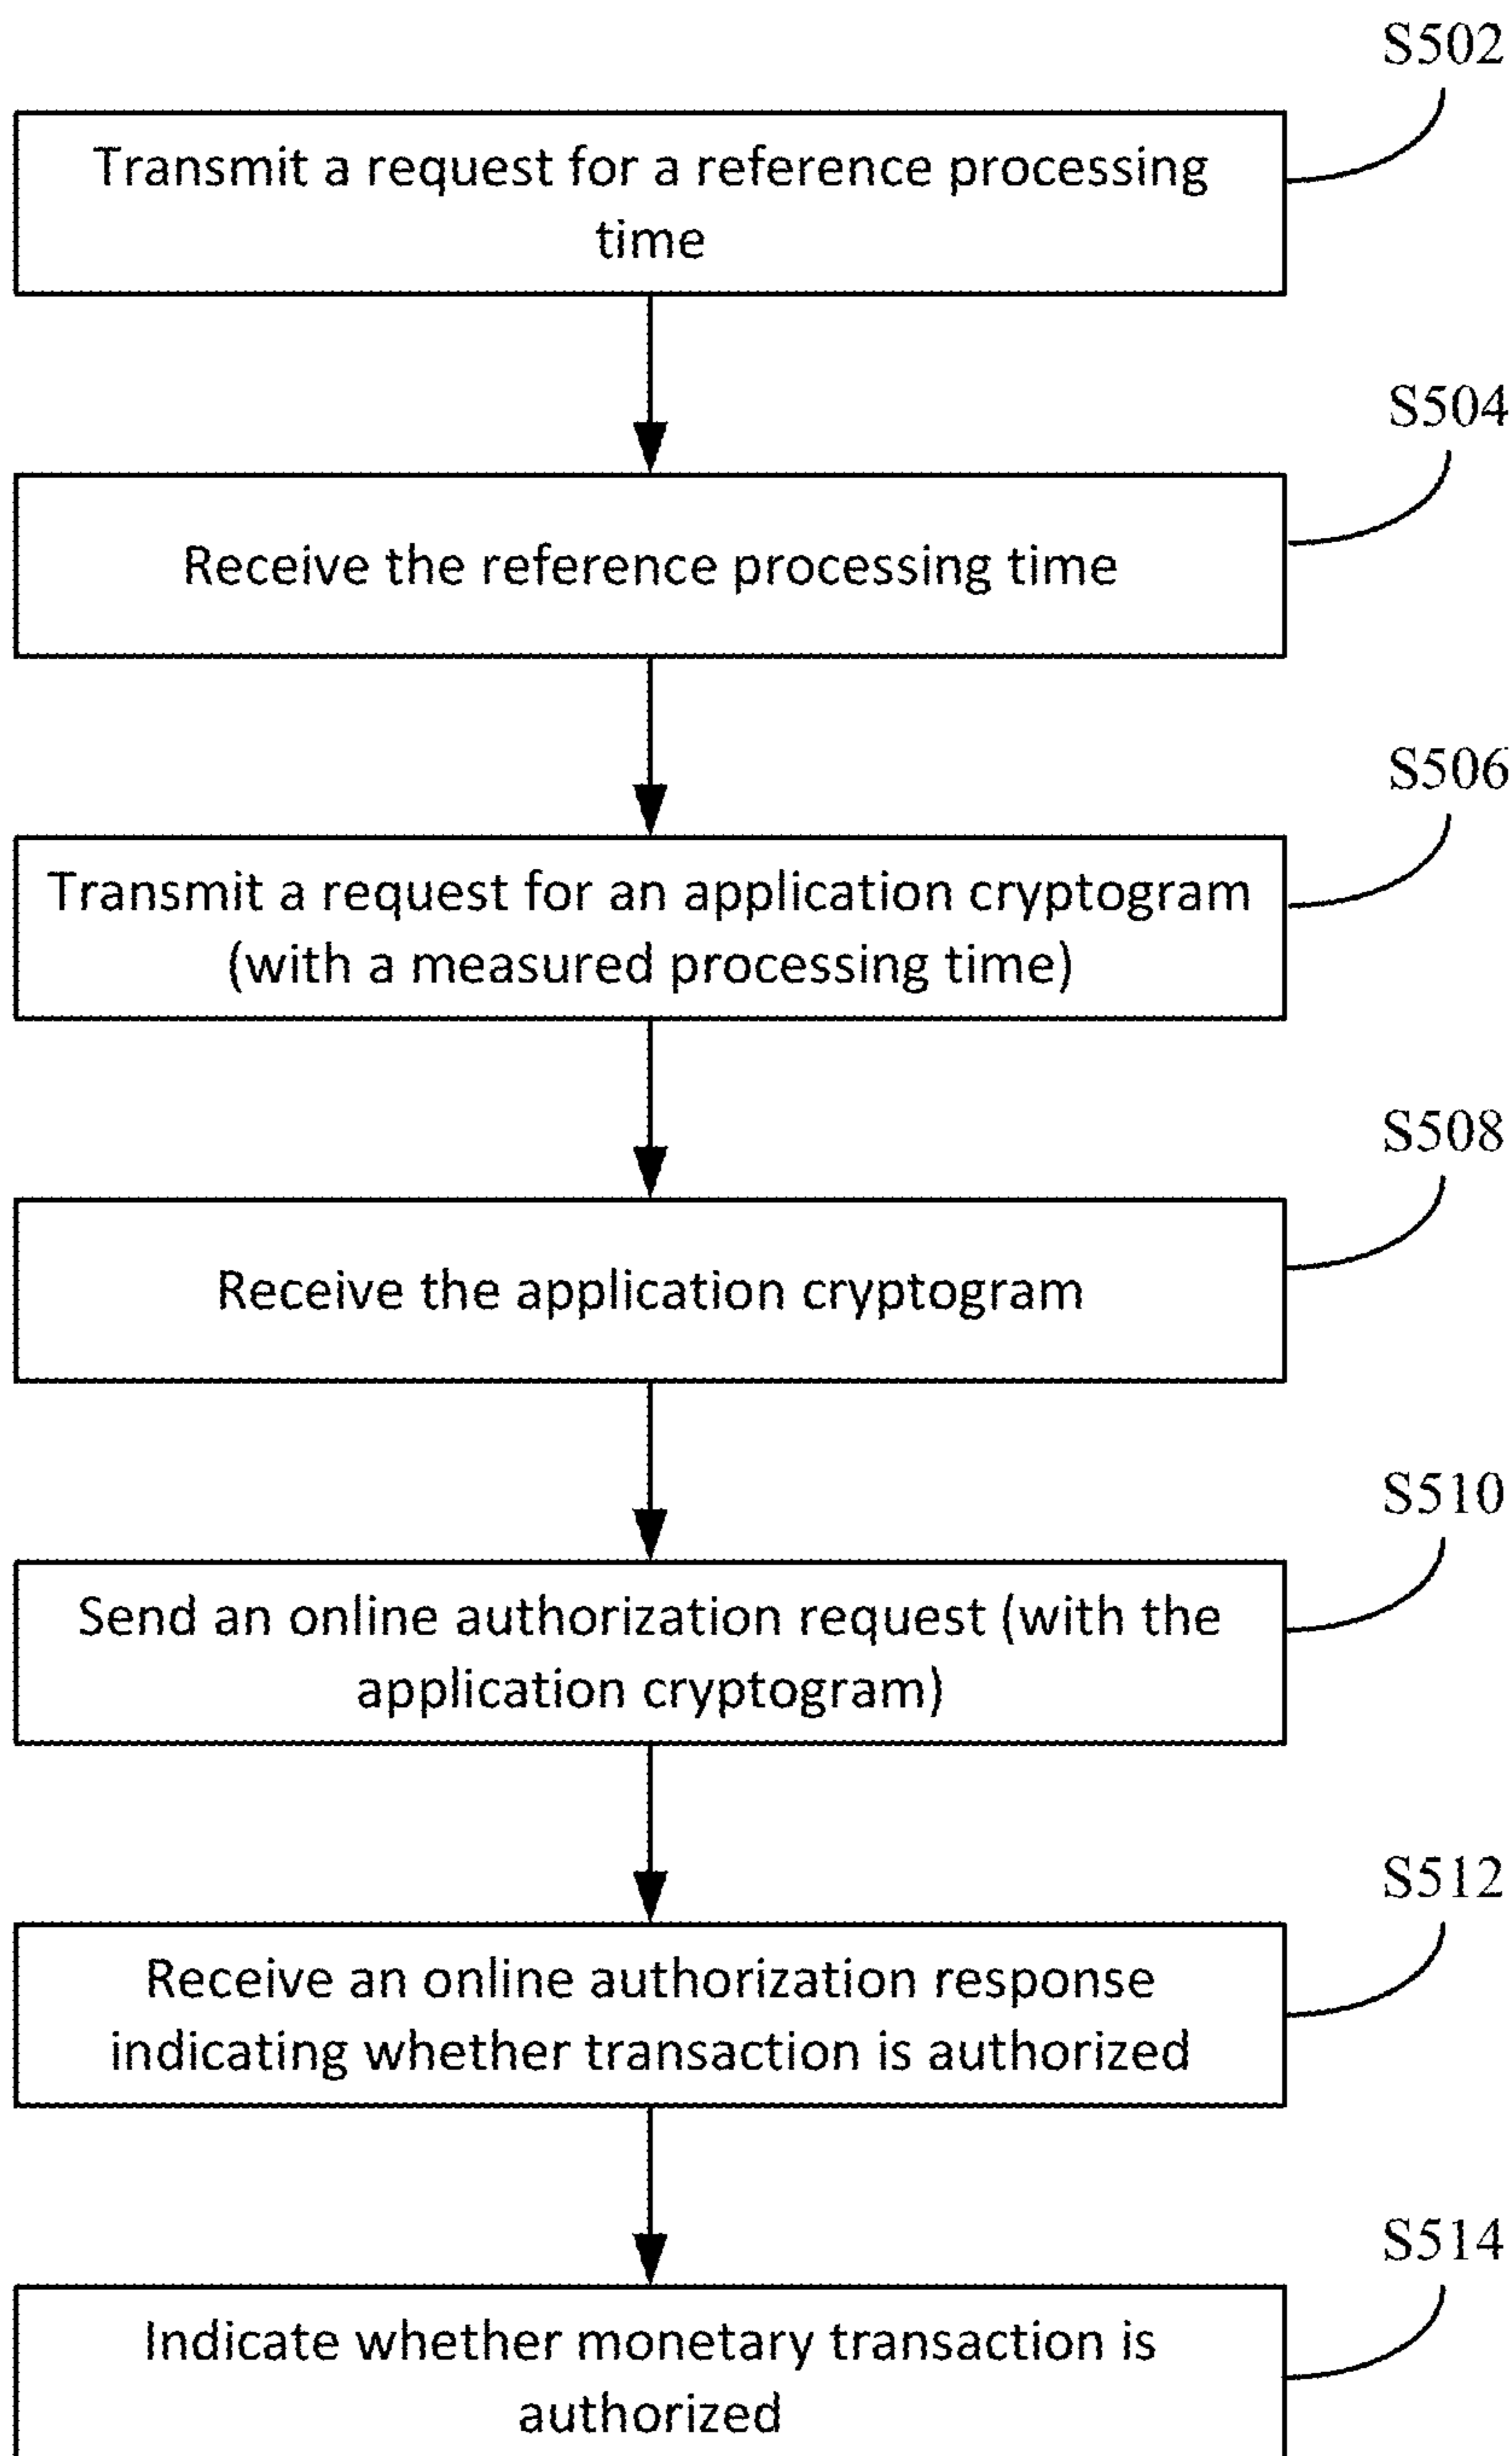 S502
Transmit a request for a reference processing
time
S504
Receive the reference processing time
S506
Transmit a request for an application cryptogram
(with a measured processing time)
S508
Receive the application cryptogram
S510
Send an online authorization request (with the
application cryptogram)
S512
Receive an online authorization response
indicating whether transaction is authorized
S514
Indicate whether monetary transaction is
authorized